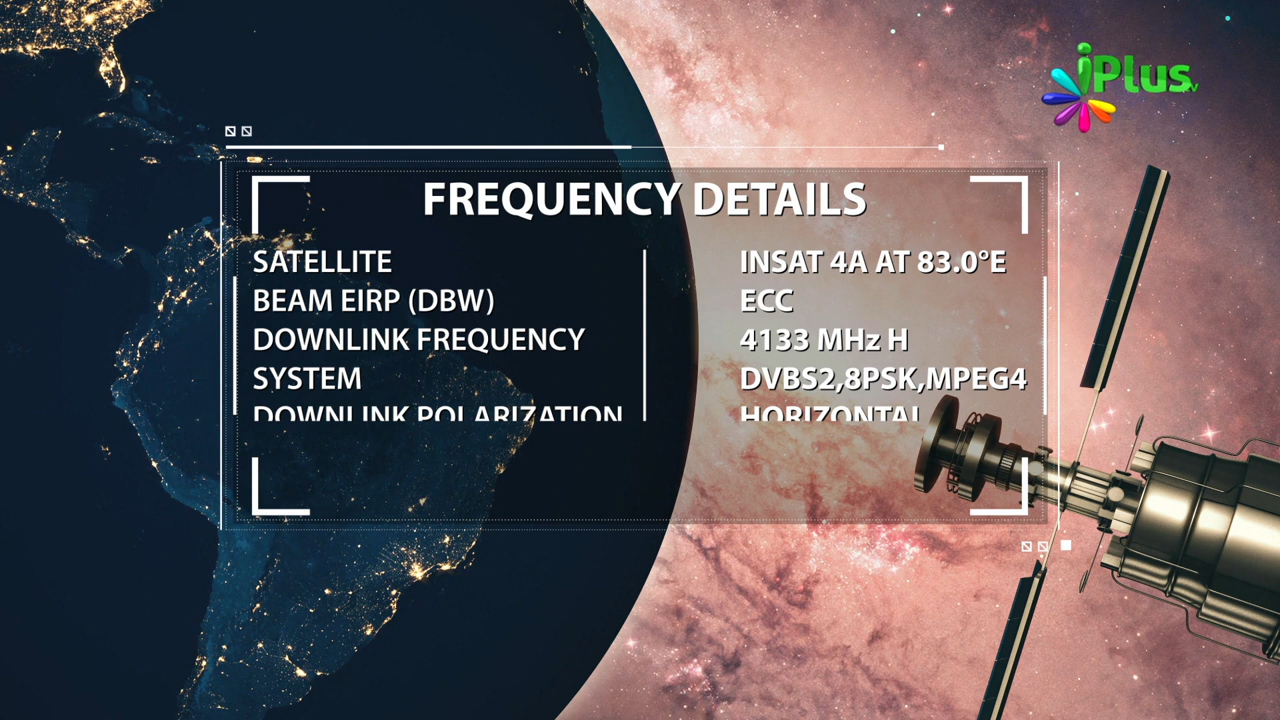 iPlus TV
FREQUENCY DETAILS
SATELLITE INSAT 4A AT 83.0°E
BEAM EIRP (DBW) ECC
DOWNLINK FREQUENCY 4133 MHz H
SYSTEM DVBS2,8PSK,MPEG4
DOWNLINK POLARIZATION HORIZONTAL